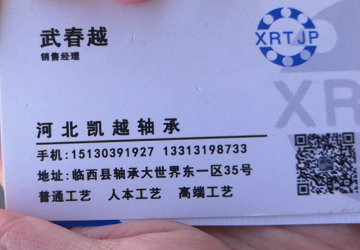 武春越
销售经理
XRTJP
XR
河北凯越轴承
手机:15130391927 13313198733
地址:临西县轴承大世界东一区35号
普通工艺 人本工艺 高端工艺